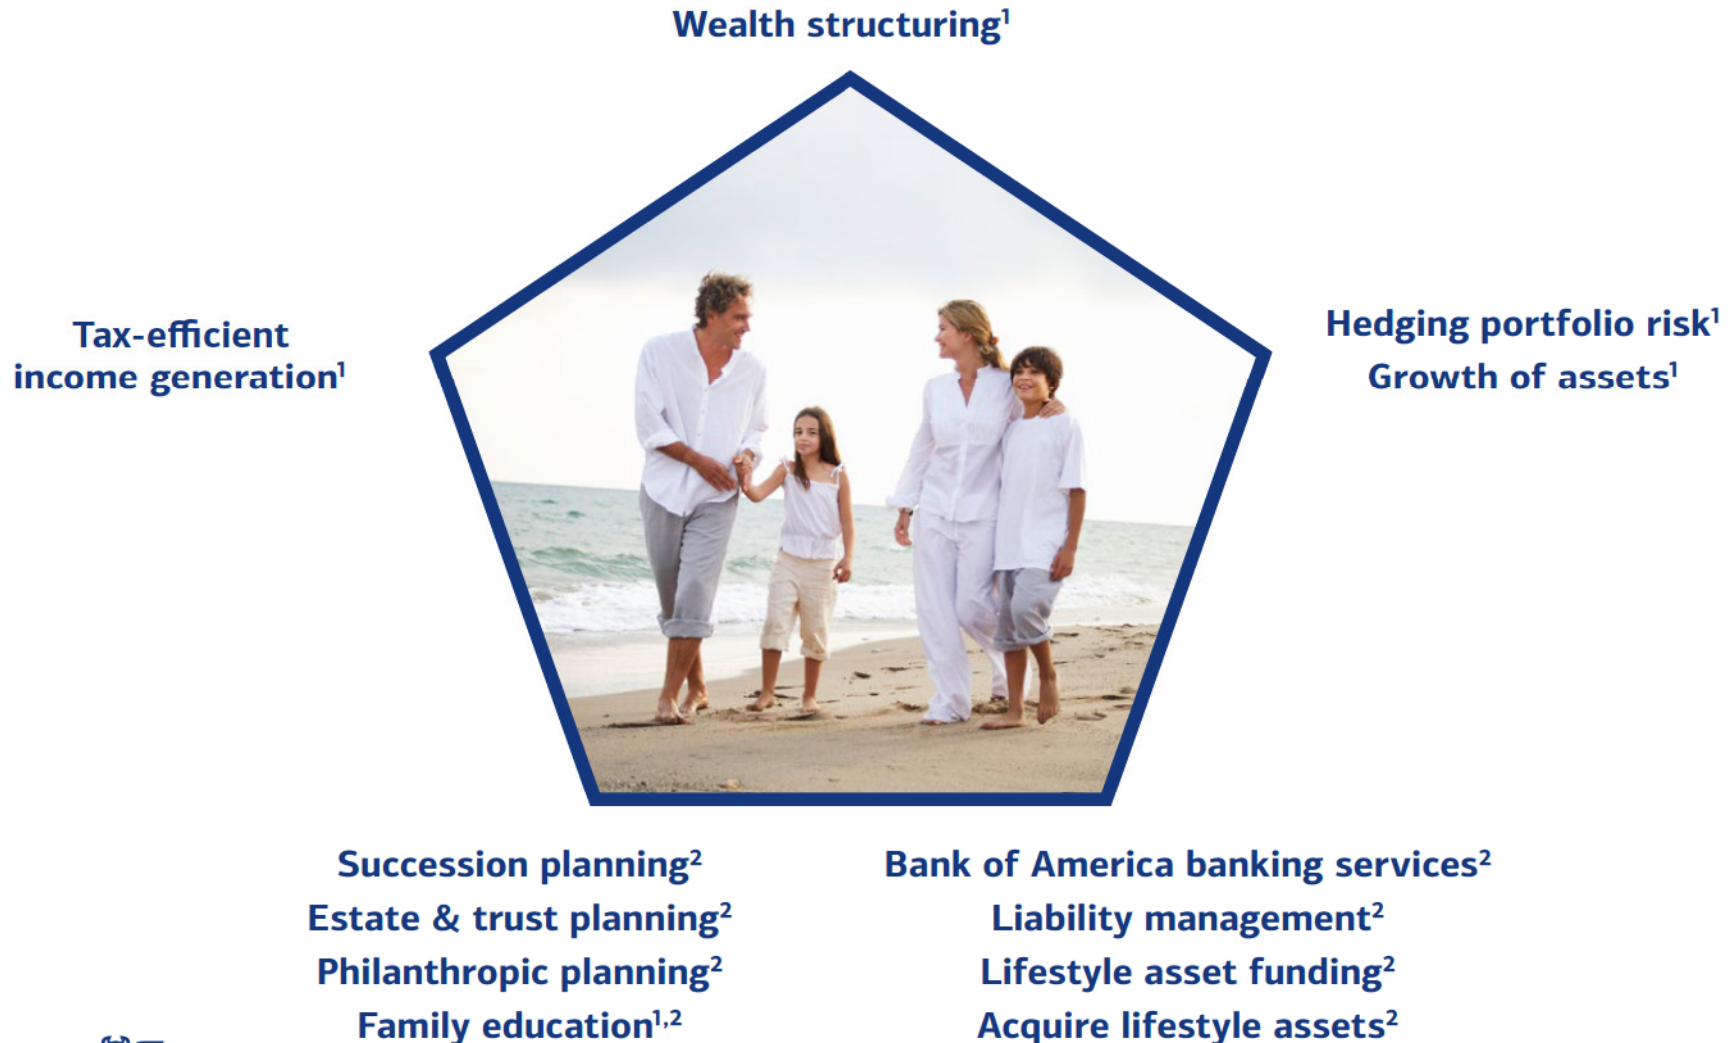 Wealth structuring¹
Tax-efficient
income generation¹
Hedging portfolio risk¹
Growth of assets¹
Succession planning²
Estate & trust planning²
Philanthropic planning²
Family education¹,²
Bank of America banking services²
Liability management²
Lifestyle asset funding²
Acquire lifestyle assets²